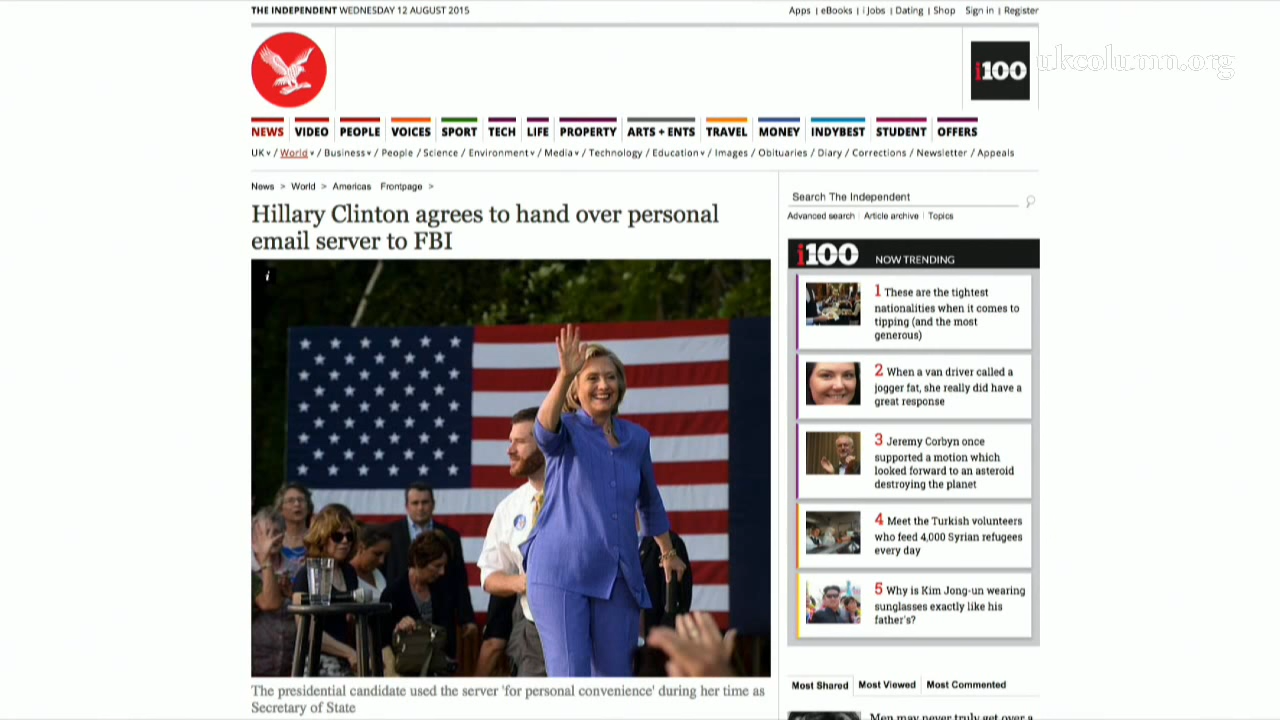 THE INDEPENDENT WEDNESDAY 12 AUGUST 2015
Apps | eBooks | i Jobs | Dating | Shop Sign in | Register
i100
ukcolumn.org
NEWS VIDEO PEOPLE VOICES SPORT TECH LIFE PROPERTY ARTS + ENTS TRAVEL MONEY INDYBEST STUDENT OFFERS
UK / World / Business / People / Science / Environment / Media / Technology / Education / Images / Obituaries / Diary / Corrections / Newsletter / Appeals
News > World > Americas Frontpage >
Hillary Clinton agrees to hand over personal
email server to FBI
i
The presidential candidate used the server 'for personal convenience' during her time as
Secretary of State
Search The Independent
Advanced search | Article archive | Topics
i100 NOW TRENDING
1 These are the tightest
nationalities when it comes to
tipping (and the most
generous)
2 When a van driver called a
jogger fat, she really did have a
great response
3 Jeremy Corbyn once
supported a motion which
looked forward to an asteroid
destroying the planet
4 Meet the Turkish volunteers
who feed 4,000 Syrian refugees
every day
5 Why is Kim Jong-un wearing
sunglasses exactly like his
father's?
Most Shared Most Viewed Most Commented
Men may never truly get over a